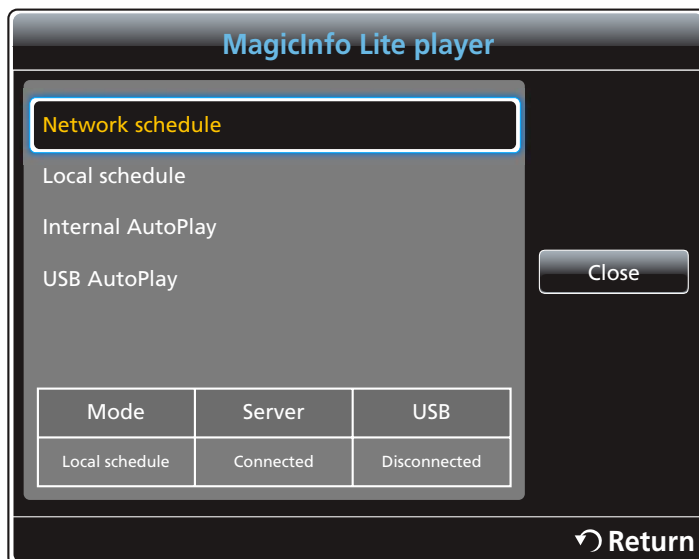 MagicInfo Lite player
Network schedule
Local schedule
Internal AutoPlay
USB AutoPlay
Close
Mode Server USB
Local schedule Connected Disconnected
Return